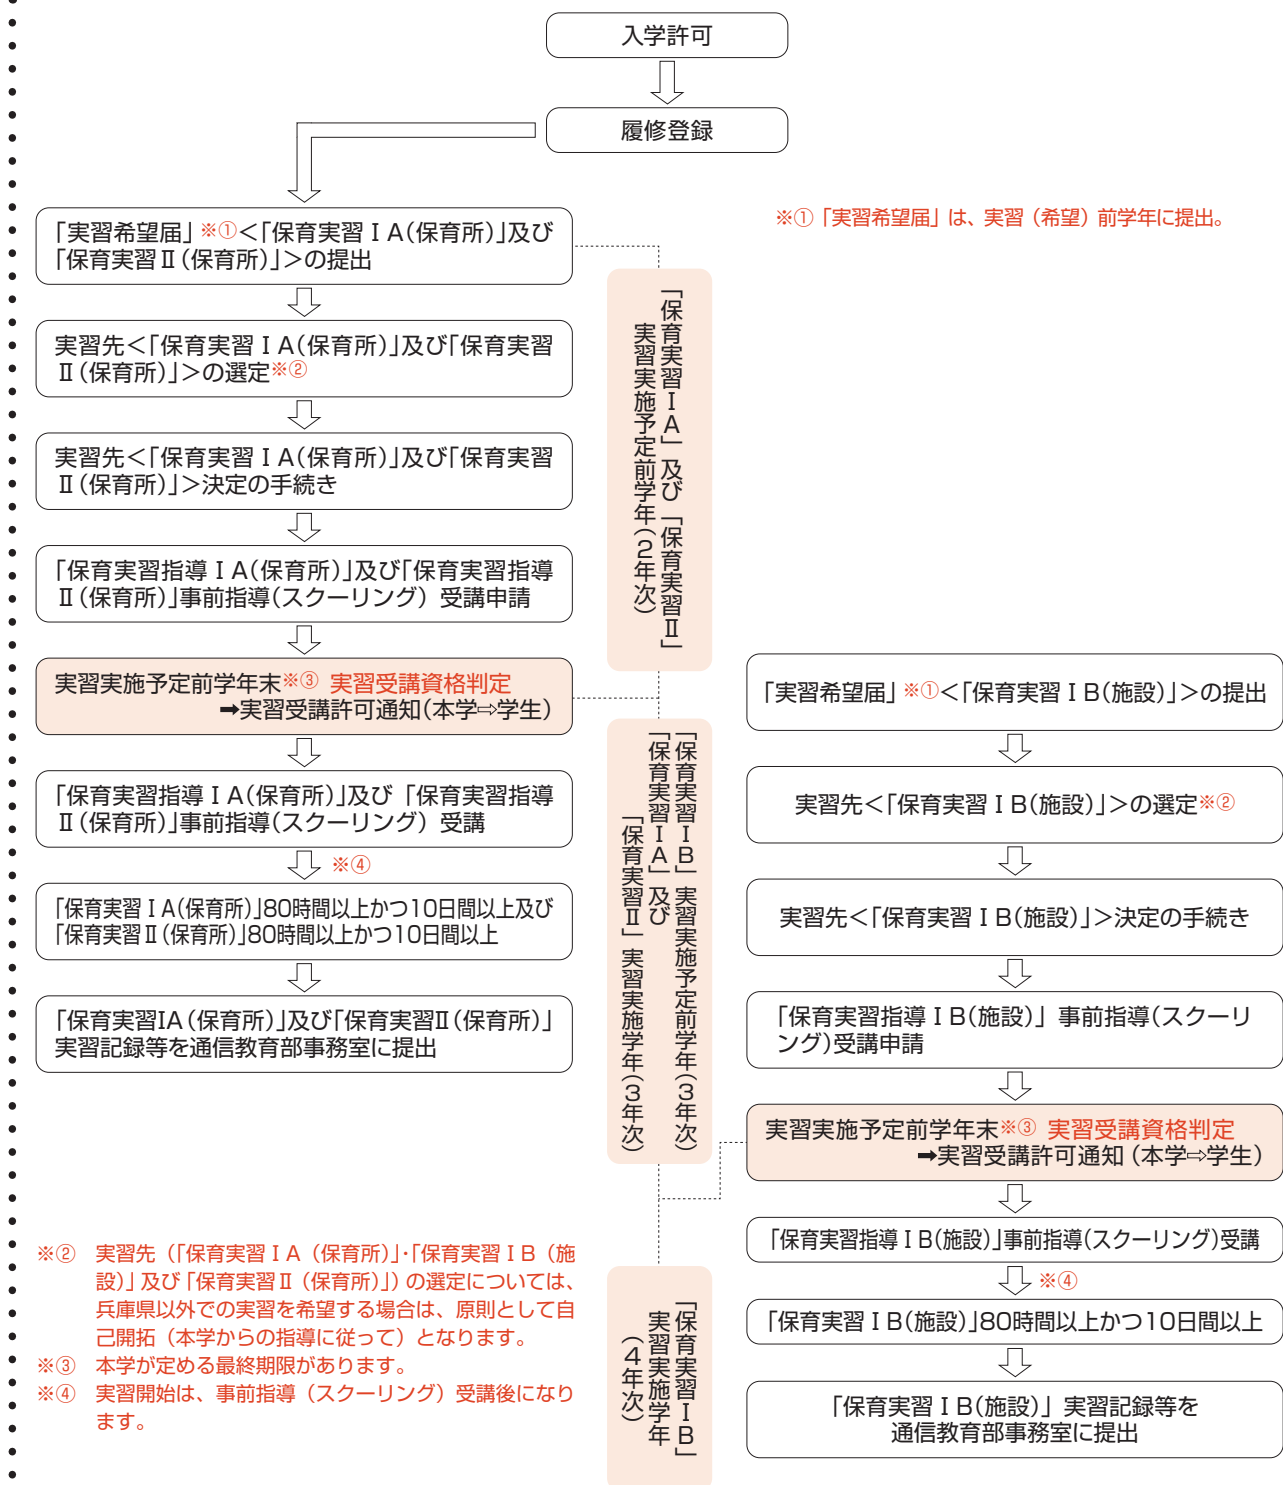 入学許可
履修登録
「実習希望届」※①<「保育実習ⅠA(保育所)」及び
「保育実習Ⅱ(保育所)」>の提出
実習先<「保育実習ⅠA(保育所)」及び「保育実習
Ⅱ(保育所)」>の選定※②
実習先<「保育実習ⅠA(保育所)」及び「保育実習
Ⅱ(保育所)」>決定の手続き
「保育実習指導ⅠA(保育所)」及び「保育実習指導
Ⅱ(保育所)」事前指導(スクーリング) 受講申請
実習実施予定前学年末※③ 実習受講資格判定
➡実習受講許可通知(本学⇨学生)
「保育実習指導ⅠA(保育所)」及び「保育実習指導
Ⅱ(保育所)」事前指導(スクーリング) 受講
※④
「保育実習ⅠA(保育所)」80時間以上かつ10日間以上及び
「保育実習Ⅱ(保育所)」80時間以上かつ10日間以上
「保育実習IA(保育所)」及び「保育実習Ⅱ(保育所)」
実習記録等を通信教育部事務室に提出
※①「実習希望届」は、実習(希望)前学年に提出。
「保育実習ⅠA」及び「保育実習Ⅱ」
実習実施予定前学年(2年次)
「保育実習ⅠB」実習実施予定前学年(3年次)
「保育実習ⅠA」及び
「保育実習Ⅱ」実習実施学年(3年次)
「保育実習ⅠB」
実習実施学年
(4年次)
「実習希望届」※①<「保育実習ⅠB(施設)」>の提出
実習先<「保育実習ⅠB(施設)」>の選定※②
実習先<「保育実習ⅠB(施設)」>決定の手続き
「保育実習指導ⅠB(施設)」事前指導(スクーリ
ング)受講申請
実習実施予定前学年末※③ 実習受講資格判定
➡実習受講許可通知(本学⇨学生)
「保育実習指導ⅠB(施設)」事前指導(スクーリング)受講
※④
「保育実習ⅠB(施設)」80時間以上かつ10日間以上
「保育実習ⅠB(施設)」実習記録等を
通信教育部事務室に提出
※② 実習先(「保育実習ⅠA(保育所)」・「保育実習ⅠB(施
設)」及び「保育実習Ⅱ(保育所)」)の選定については、
兵庫県以外での実習を希望する場合は、原則として自
己開拓(本学からの指導に従って)となります。
※③ 本学が定める最終期限があります。
※④ 実習開始は、事前指導(スクーリング)受講後になり
ます。